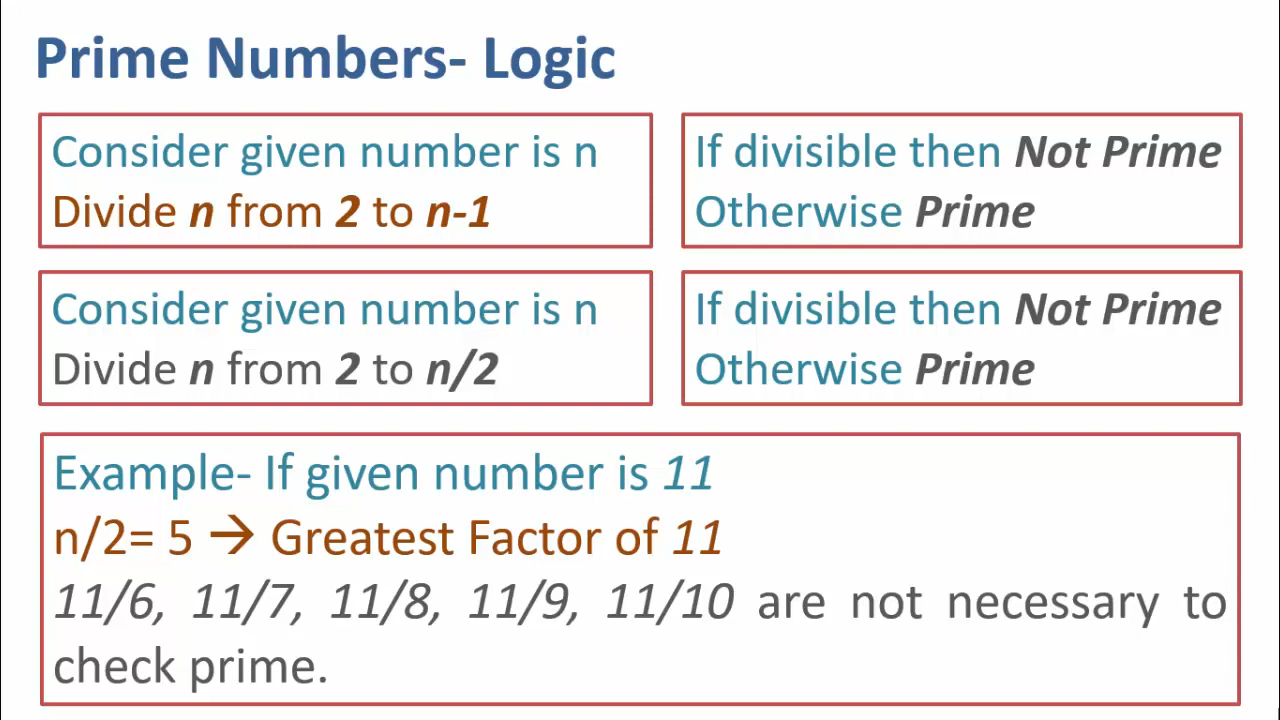 Prime Numbers- Logic
Consider given number is n
Divide n from 2 to n-1
If divisible then Not Prime
Otherwise Prime
Consider given number is n
Divide n from 2 to n/2
If divisible then Not Prime
Otherwise Prime
Example- If given number is 11
n/2= 5 → Greatest Factor of 11
11/6, 11/7, 11/8, 11/9, 11/10 are not necessary to
check prime.